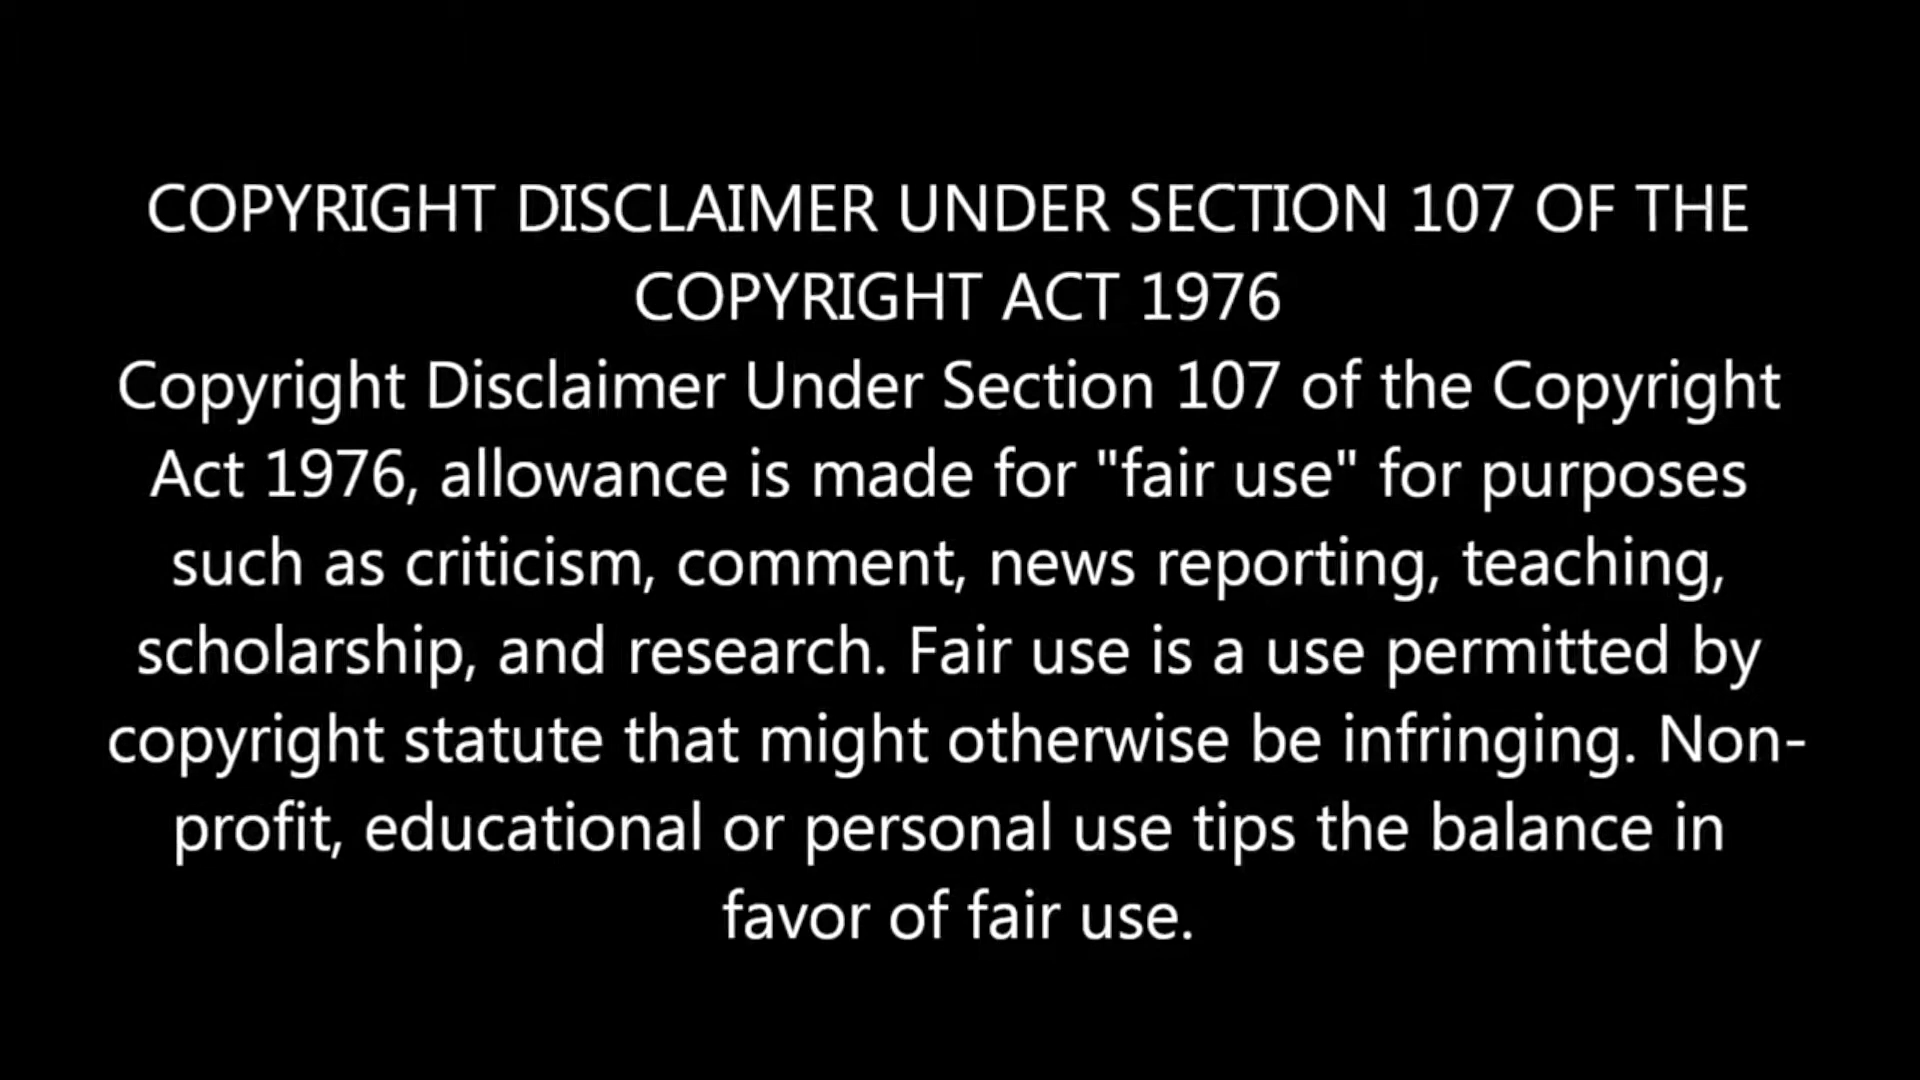 COPYRIGHT DISCLAIMER UNDER SECTION 107 OF THE
COPYRIGHT ACT 1976
Copyright Disclaimer Under Section 107 of the Copyright
Act 1976, allowance is made for "fair use" for purposes
such as criticism, comment, news reporting, teaching,
scholarship, and research. Fair use is a use permitted by
copyright statute that might otherwise be infringing. Non-
profit, educational or personal use tips the balance in
favor of fair use.